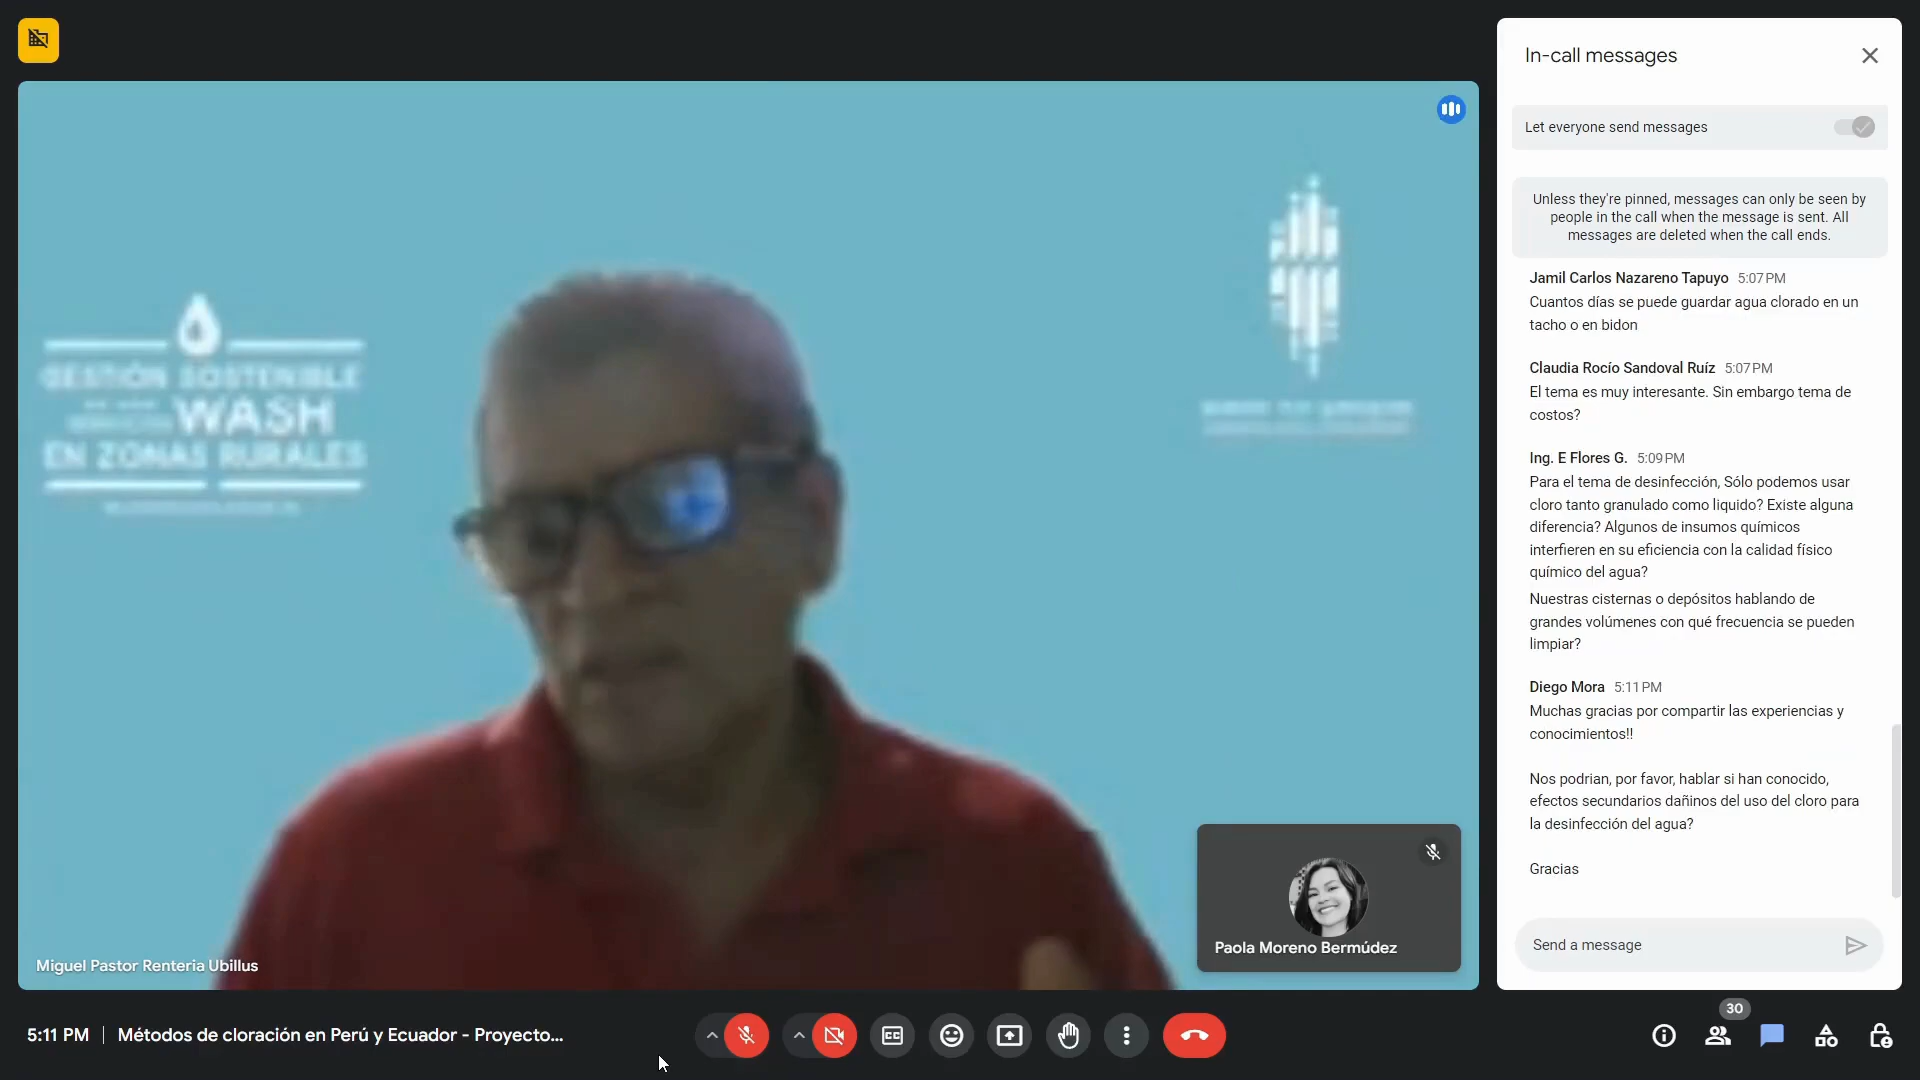 In-call messages
Let everyone send messages
Unless they're pinned, messages can only be seen by
people in the call when the message is sent. All
messages are deleted when the call ends.
Jamil Carlos Nazareno Tapuyo 5:07 PM
Cuantos días se puede guardar agua clorado en un
tacho o en bidon
Claudia Rocío Sandoval Ruíz 5:07 PM
El tema es muy interesante. Sin embargo tema de
costos?
Ing. E Flores G. 5:09 PM
Para el tema de desinfección, Sólo podemos usar
cloro tanto granulado como liquido? Existe alguna
diferencia? Algunos de insumos químicos
interfieren en su eficiencia con la calidad físico
químico del agua?
Nuestras cisternas o depósitos hablando de
grandes volúmenes con qué frecuencia se pueden
limpiar?
Diego Mora 5:11 PM
Muchas gracias por compartir las experiencias y
conocimientos!!
Nos podrian, por favor, hablar si han conocido,
efectos secundarios dañinos del uso del cloro para
la desinfección del agua?
Gracias
Send a message
GESTIÓN SOSTENIBLE
WASH
EN ZONAS RURALES
Paola Moreno Bermúdez
Miguel Pastor Renteria Ubillus
5:11 PM | Métodos de cloración en Perú y Ecuador - Proyecto...
30